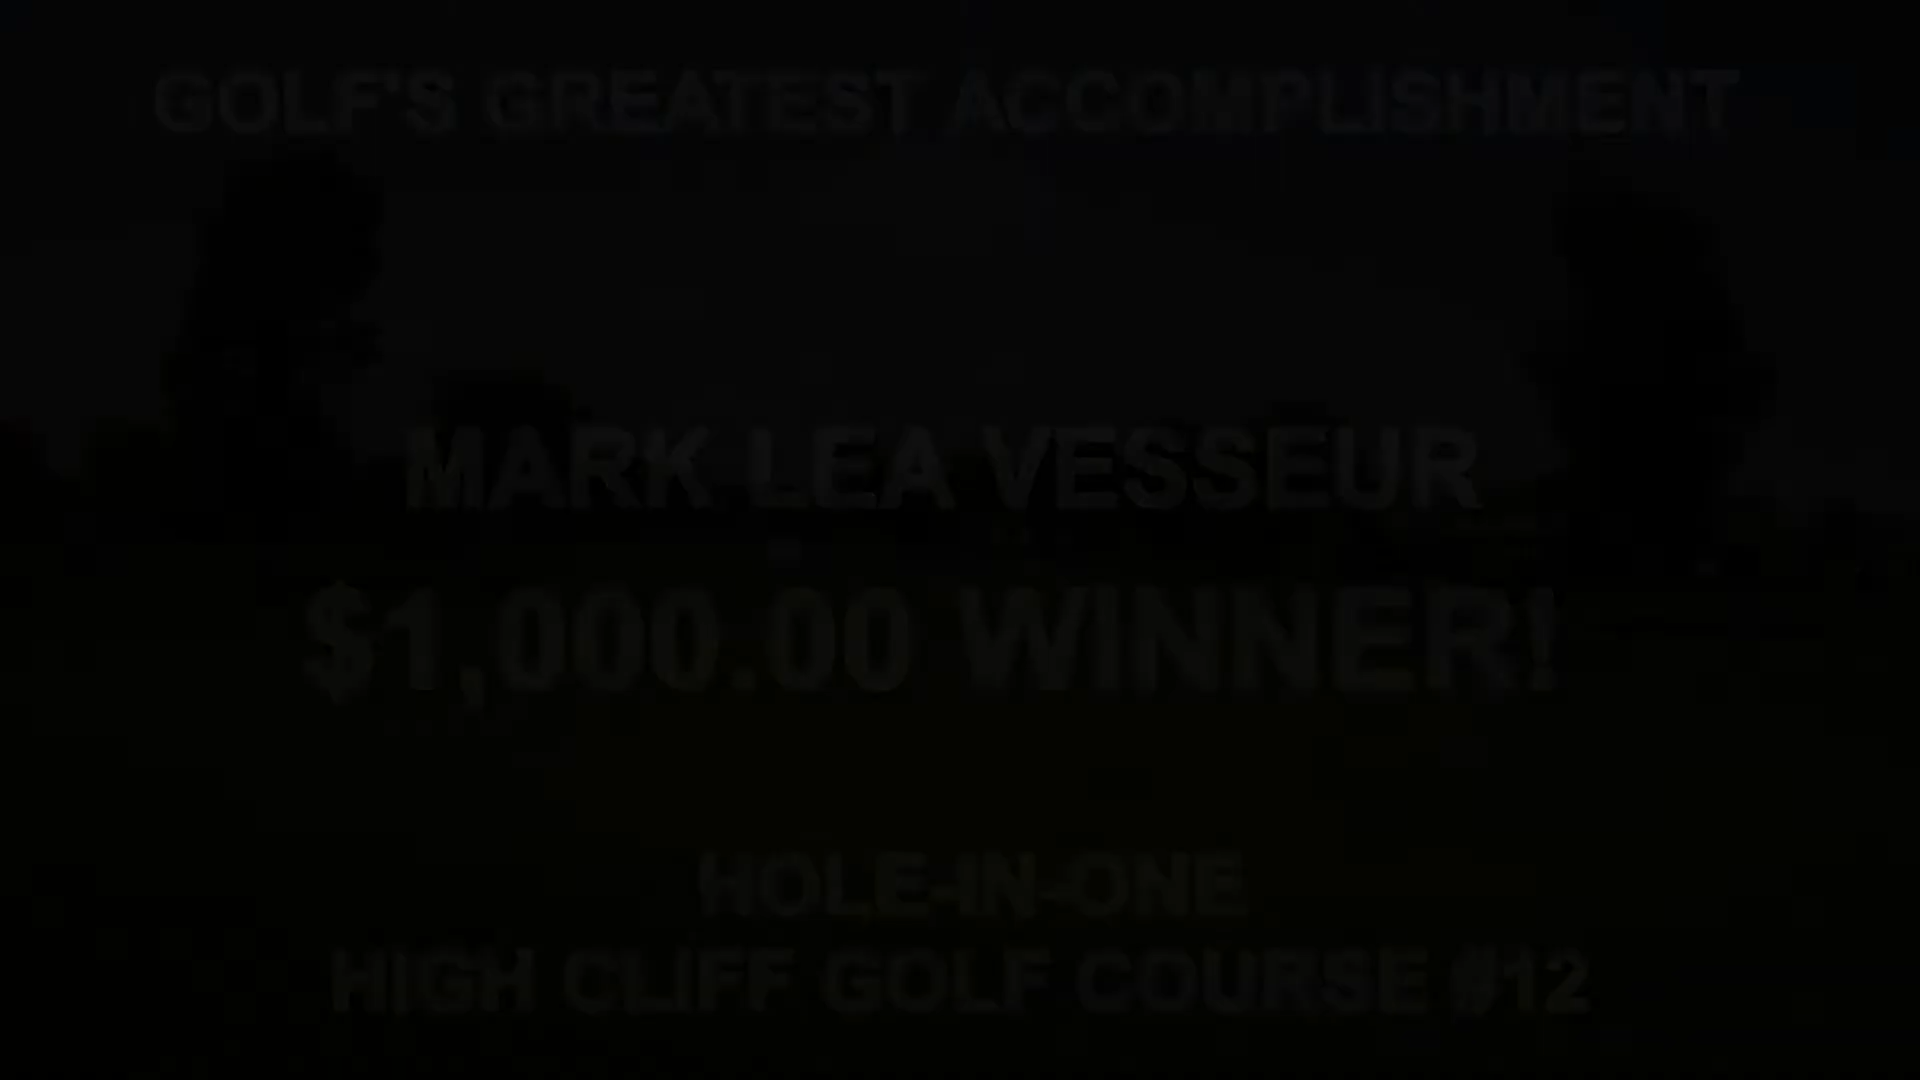 GOLF'S GREATEST ACCOMPLISHMENT
MARK LEA VESSEUR
$1,000.00 WINNER!
HOLE-IN-ONE
HIGH CLIFF GOLF COURSE #12